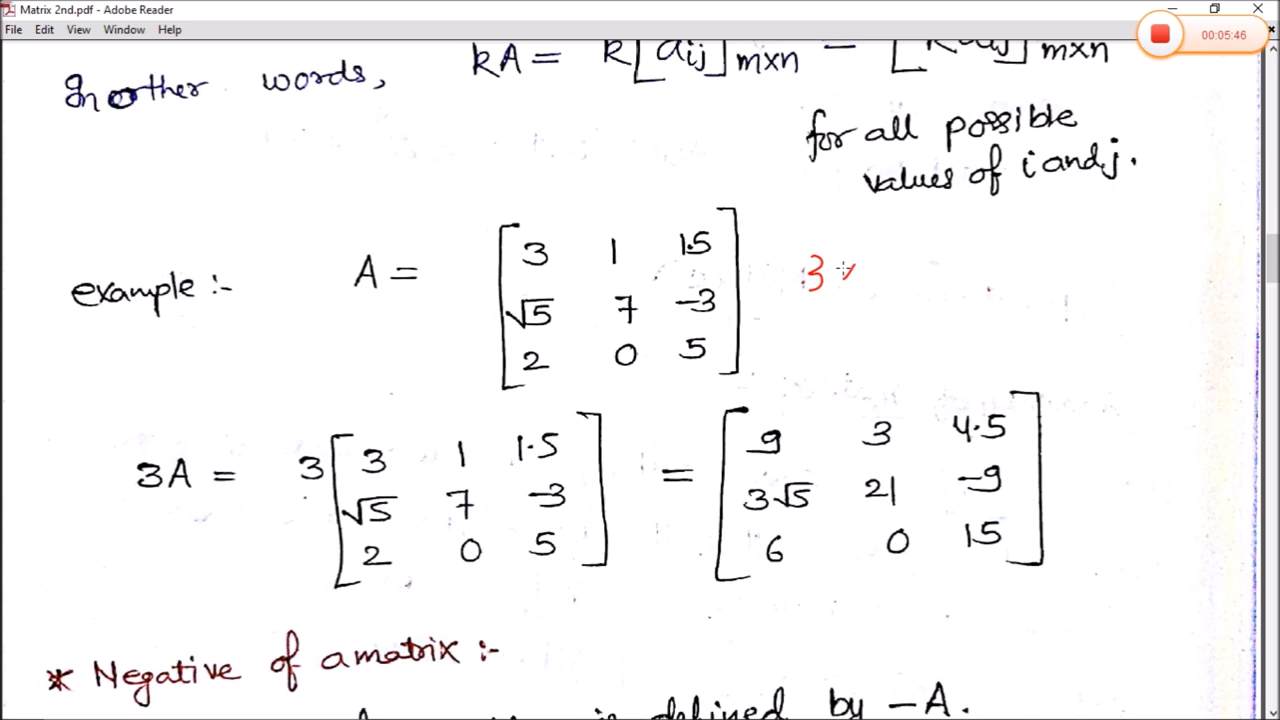 Matrix 2nd.pdf - Adobe Reader
File Edit View Window Help
00:05:46
In other words, kA = k[aij]m×n = [kaij]m×n
for all possible
values of i and j.
example :- A = [3 1 1.5
√5 7 -3
2 0 5]
3 ×
3A = 3[3 1 1.5
√5 7 -3
2 0 5] = [9 3 4.5
3√5 21 -9
6 0 15]
* Negative of a matrix :-
is defined by -A.